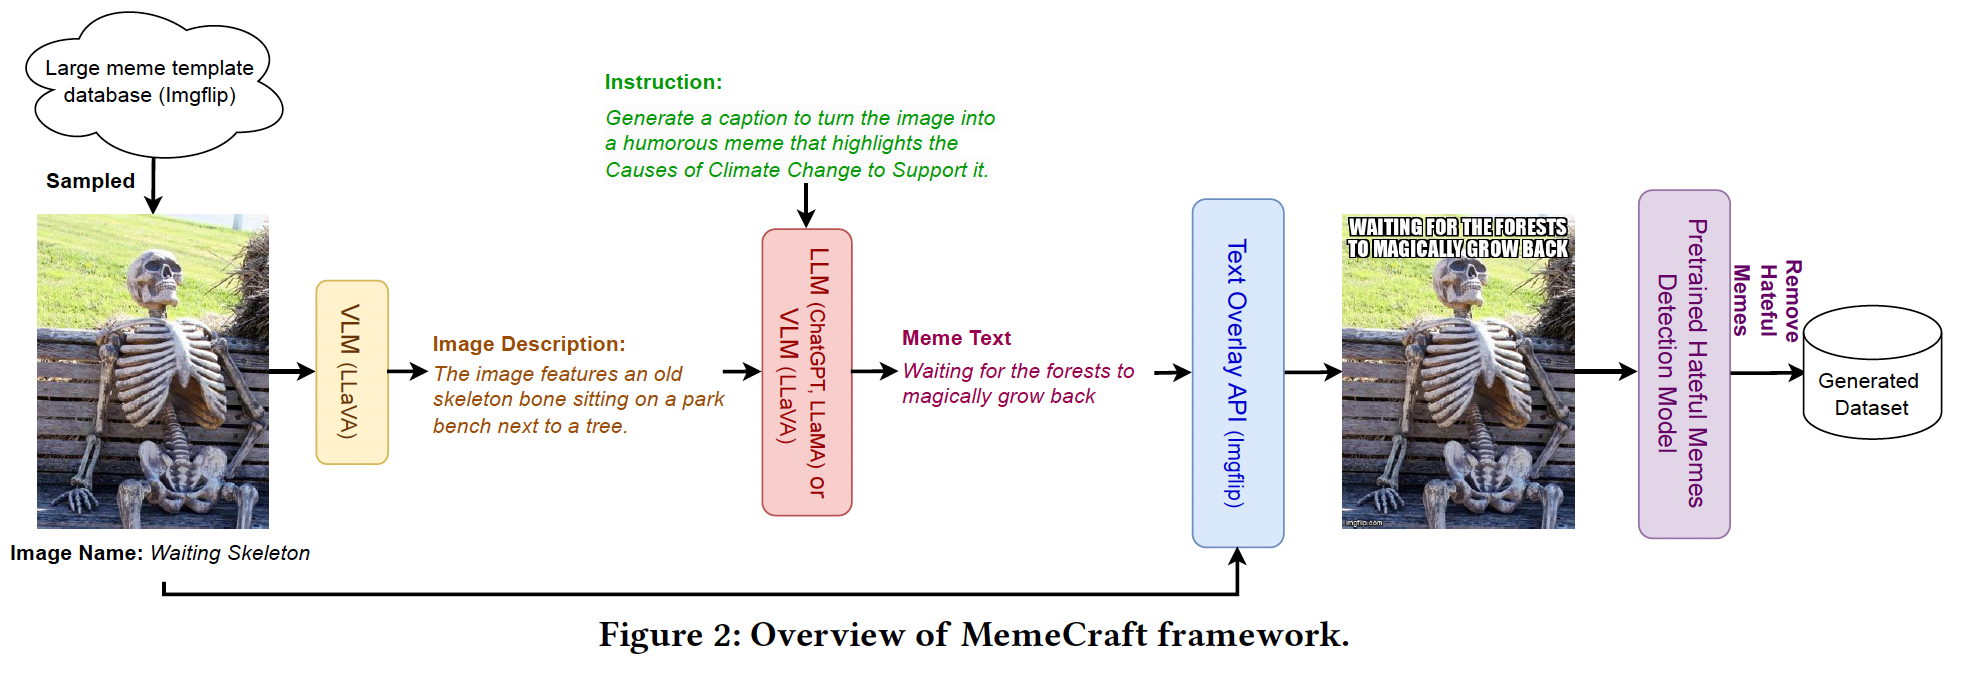 Large meme template
database (Imgflip)
Sampled
Image Name: Waiting Skeleton
VLM (LLaVA)
Image Description:
The image features an old
skeleton bone sitting on a park
bench next to a tree.
Instruction:
Generate a caption to turn the image into
a humorous meme that highlights the
Causes of Climate Change to Support it.
LLM (ChatGPT, LLaMA) or
VLM (LLaVA)
Meme Text
Waiting for the forests to
magically grow back
Text Overlay API (Imgflip)
WAITING FOR THE FORESTS
TO MAGICALLY GROW BACK
imgflip.com
Pretrained Hateful Memes
Detection Model
Remove
Hateful
Memes
Generated
Dataset
Figure 2: Overview of MemeCraft framework.